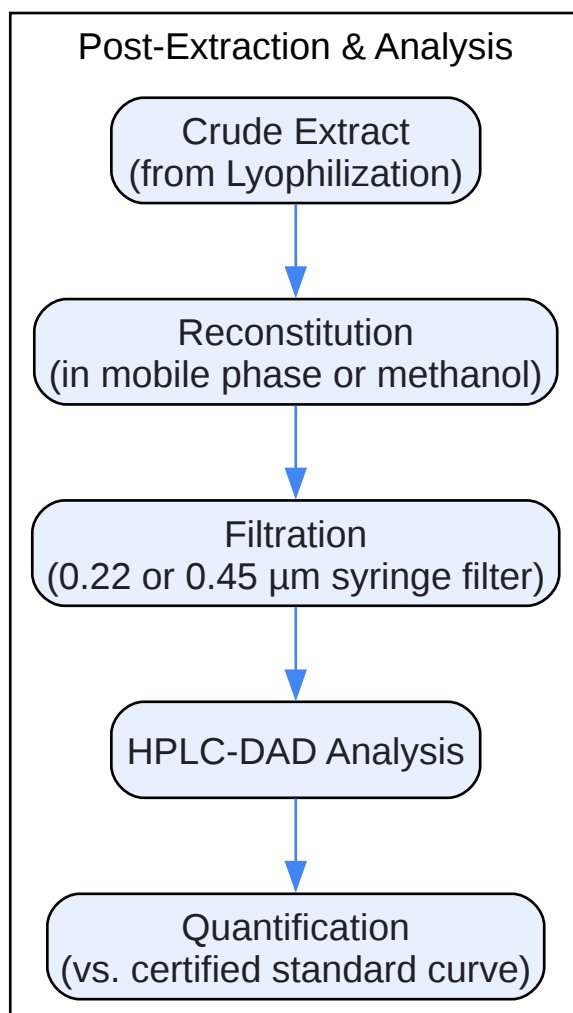 Post-Extraction & Analysis
Crude Extract
(from Lyophilization)
Reconstitution
(in mobile phase or methanol)
Filtration
(0.22 or 0.45 µm syringe filter)
HPLC-DAD Analysis
Quantification
(vs. certified standard curve)